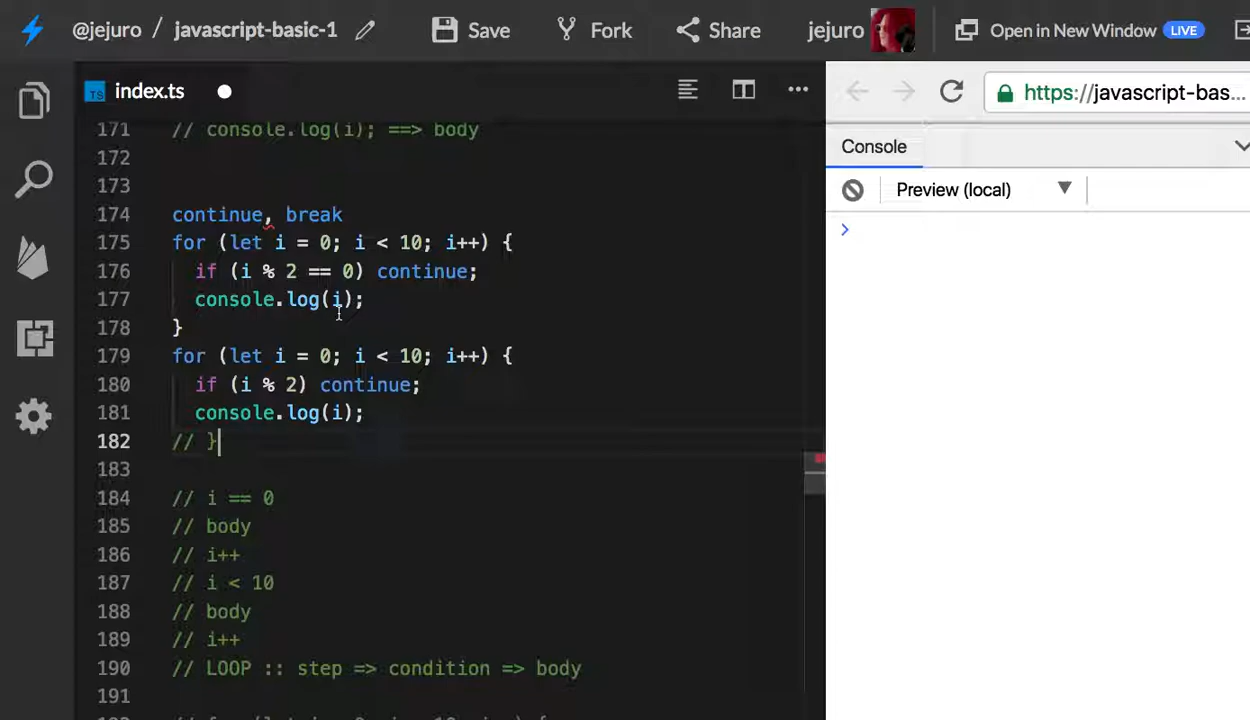 @jejuro / javascript-basic-1 Save Fork Share jejuro Open in New Window LIVE
TS index.ts
https://javascript-bas...
Console
Preview (local)
171 // console.log(i); ==> body
172
173
174 continue, break
175 for (let i = 0; i < 10; i++) {
176 if (i % 2 == 0) continue;
177 console.log(i);
178 }
179 for (let i = 0; i < 10; i++) {
180 if (i % 2) continue;
181 console.log(i);
182 // }
183
184 // i == 0
185 // body
186 // i++
187 // i < 10
188 // body
189 // i++
190 // LOOP :: step => condition => body
191